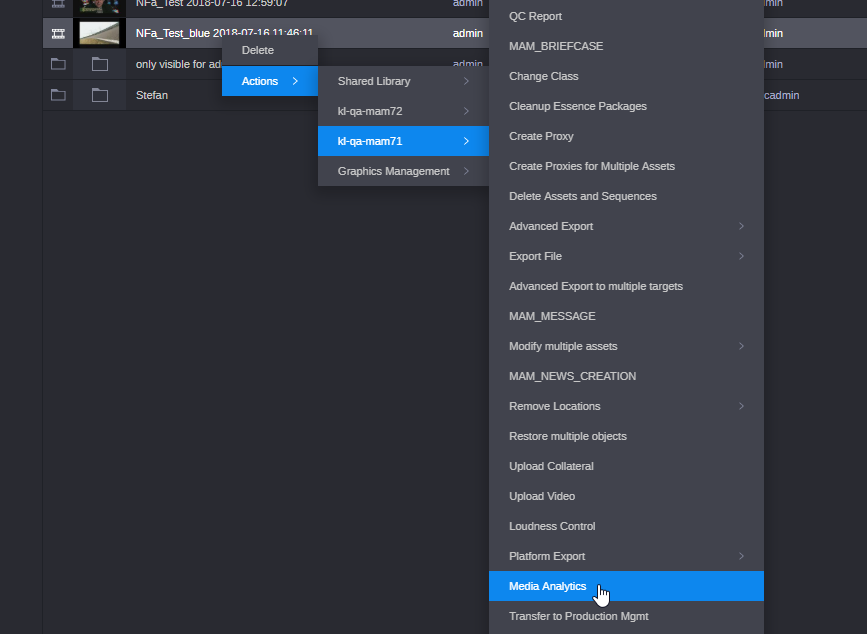 NFa_Test 2018-07-16 12:59:07 admin
NFa_Test_blue 2018-07-16 11:46:11 admin
only visible for admin
Stefan cadmin
Delete
Actions
Shared Library
kl-qa-mam72
kl-qa-mam71
Graphics Management
QC Report
MAM_BRIEFCASE
Change Class
Cleanup Essence Packages
Create Proxy
Create Proxies for Multiple Assets
Delete Assets and Sequences
Advanced Export
Export File
Advanced Export to multiple targets
MAM_MESSAGE
Modify multiple assets
MAM_NEWS_CREATION
Remove Locations
Restore multiple objects
Upload Collateral
Upload Video
Loudness Control
Platform Export
Media Analytics
Transfer to Production Mgmt